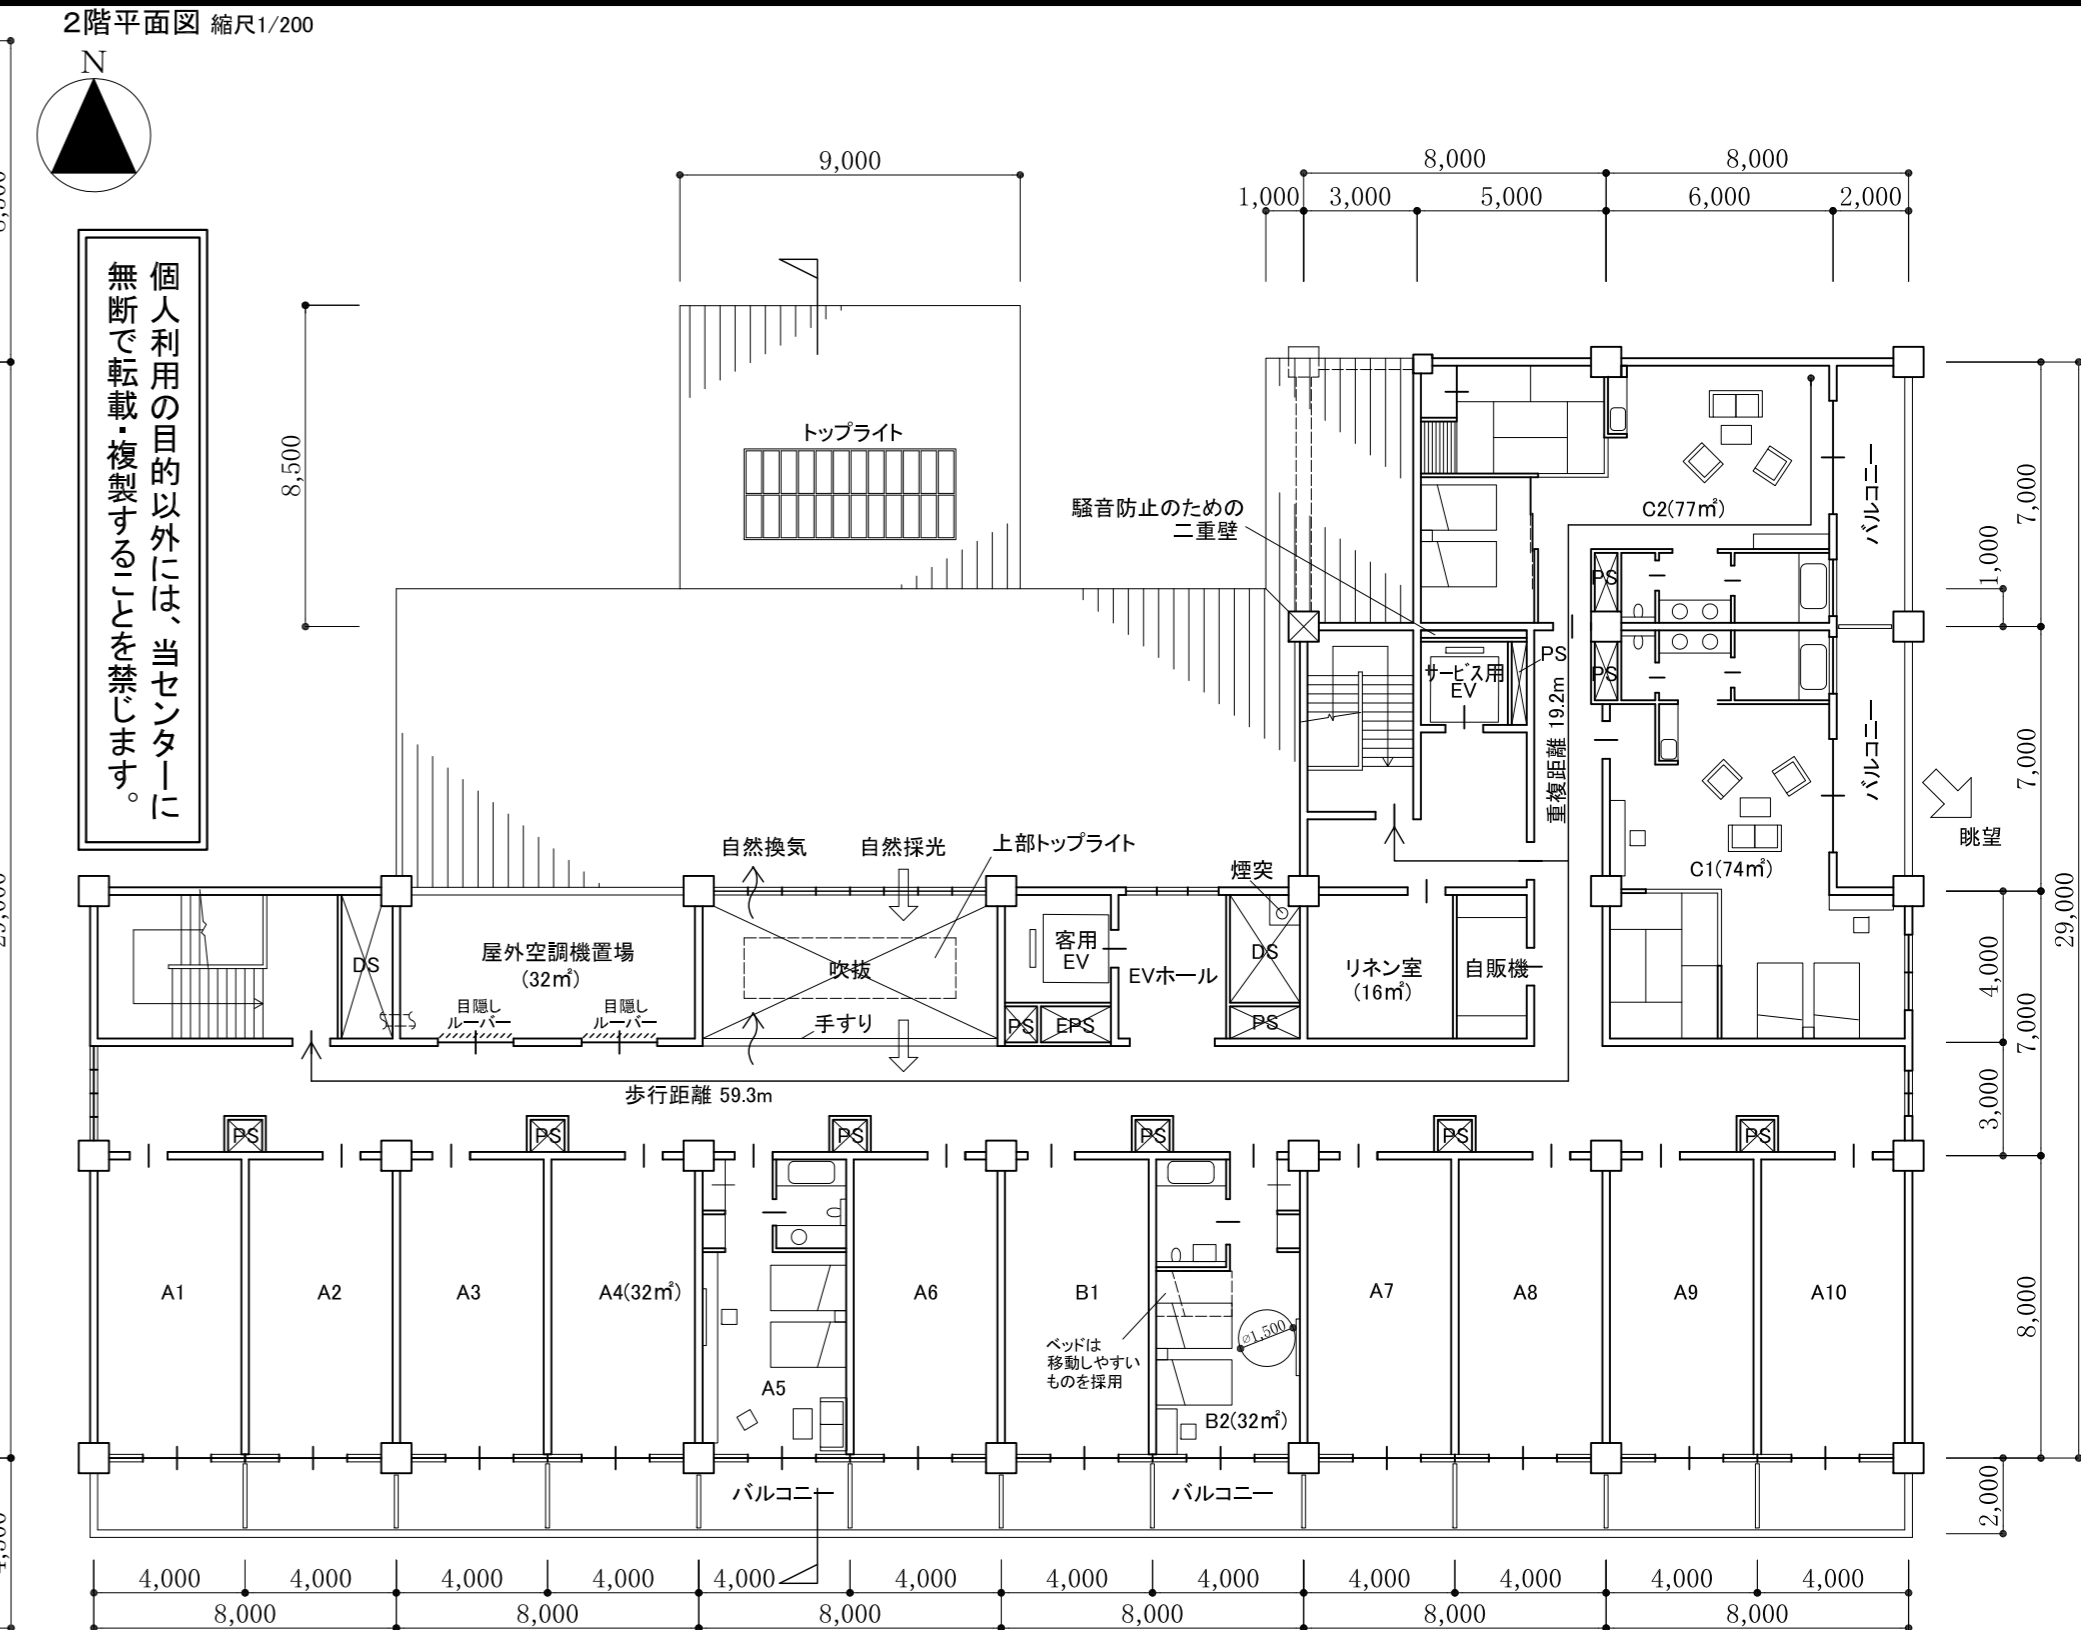 2階平面図 縮尺1/200
N
個人利用の目的以外には、当センターに
無断で転載・複製することを禁じます。
9,000
8,000
8,000
1,000
3,000
5,000
6,000
2,000
8,500
トップライト
騒音防止のための
二重壁
C2(77㎡)
バルコニー
7,000
1,000
PS
PS
サービス用
EV
PS
重複距離 19.2m
バルコニー
7,000
眺望
C1(74㎡)
29,000
自然換気
自然採光
上部トップライト
煙突
DS
屋外空調機置場
(32㎡)
目隠し
ルーバー
目隠し
ルーバー
吹抜
手すり
客用
EV
PS
EPS
EVホール
DS
PS
リネン室
(16㎡)
自販機
4,000
7,000
3,000
歩行距離 59.3m
PS
PS
PS
PS
PS
PS
A1
A2
A3
A4(32㎡)
A5
A6
B1
ベッドは
移動しやすい
ものを採用
⌀1,500
B2(32㎡)
A7
A8
A9
A10
8,000
バルコニー
バルコニー
2,000
4,000
4,000
4,000
4,000
4,000
4,000
4,000
4,000
4,000
4,000
4,000
4,000
8,000
8,000
8,000
8,000
8,000
8,000